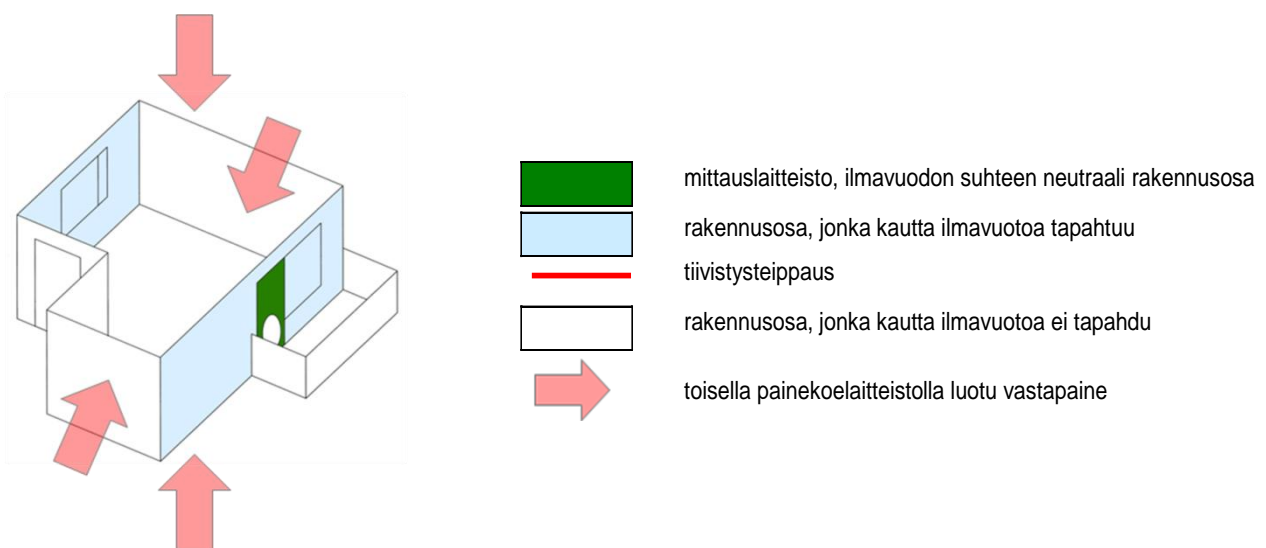 mittauslaitteisto, ilmavuodon suhteen neutraali rakennusosa
rakennusosa, jonka kautta ilmavuotoa tapahtuu
tiivistysteippaus
rakennusosa, jonka kautta ilmavuotoa ei tapahdu
toisella painekoelaitteistolla luotu vastapaine